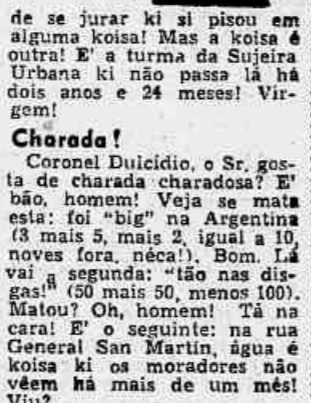 de se jurar ki si pisou em
alguma koisa! Mas a koisa é
outra! E' a turma da Sujeira
Urbana ki não passa lá há
dois anos e 24 meses! Vir-
gem!
Charada!
Coronel Duicídio, o Sr. gos-
ta de charada charadosa? E'
bão, homem! Veja se mata
esta: foi "big" na Argentina
(3 mais 5, mais 2, igual a 10,
noves fora, néca!). Bom. Lá
vai a segunda: "tão nas dis-
gas!" (50 mais 50, menos 100).
Matou? Oh, homem! Tá na
cara! E' o seguinte: na rua
General San Martín, água é
koisa ki os moradores não
vêem há mais de um mês!
Viu?